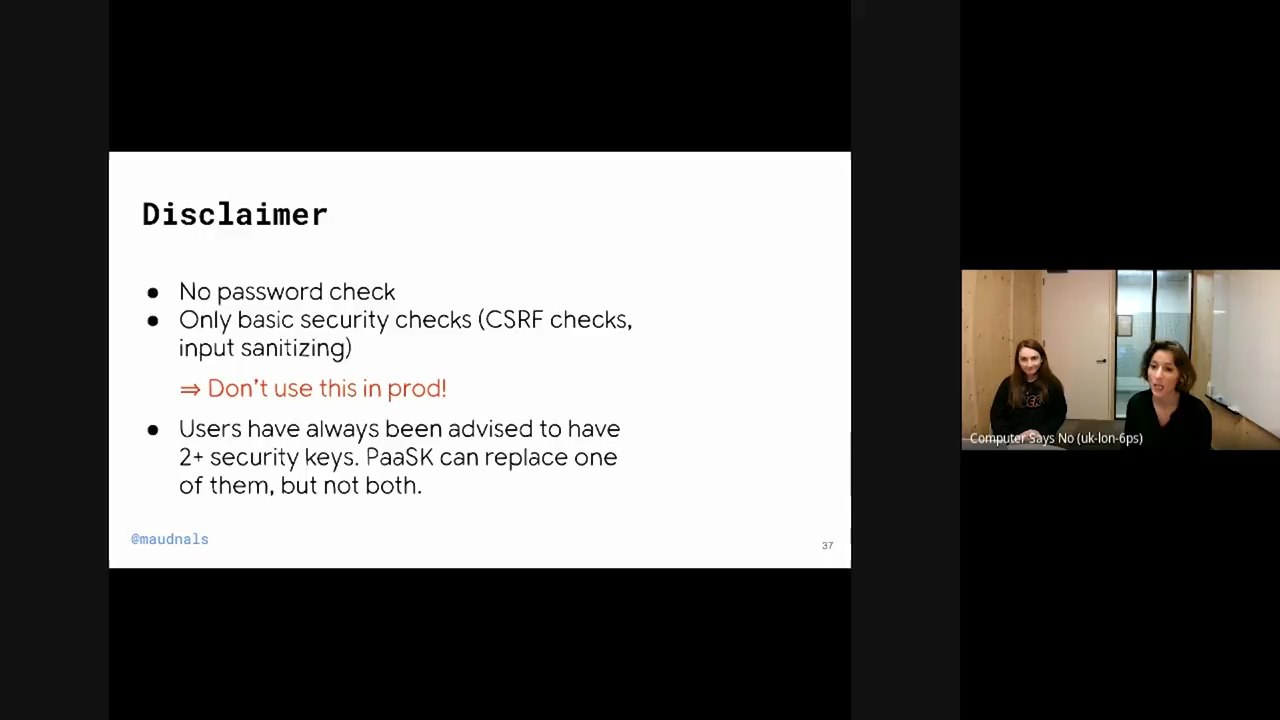 Disclaimer
● No password check
● Only basic security checks (CSRF checks,
input sanitizing)
⇒ Don't use this in prod!
● Users have always been advised to have
2+ security keys. PaaSK can replace one
of them, but not both.
@maudnals
37
Computer Says No (uk-lon-6ps)